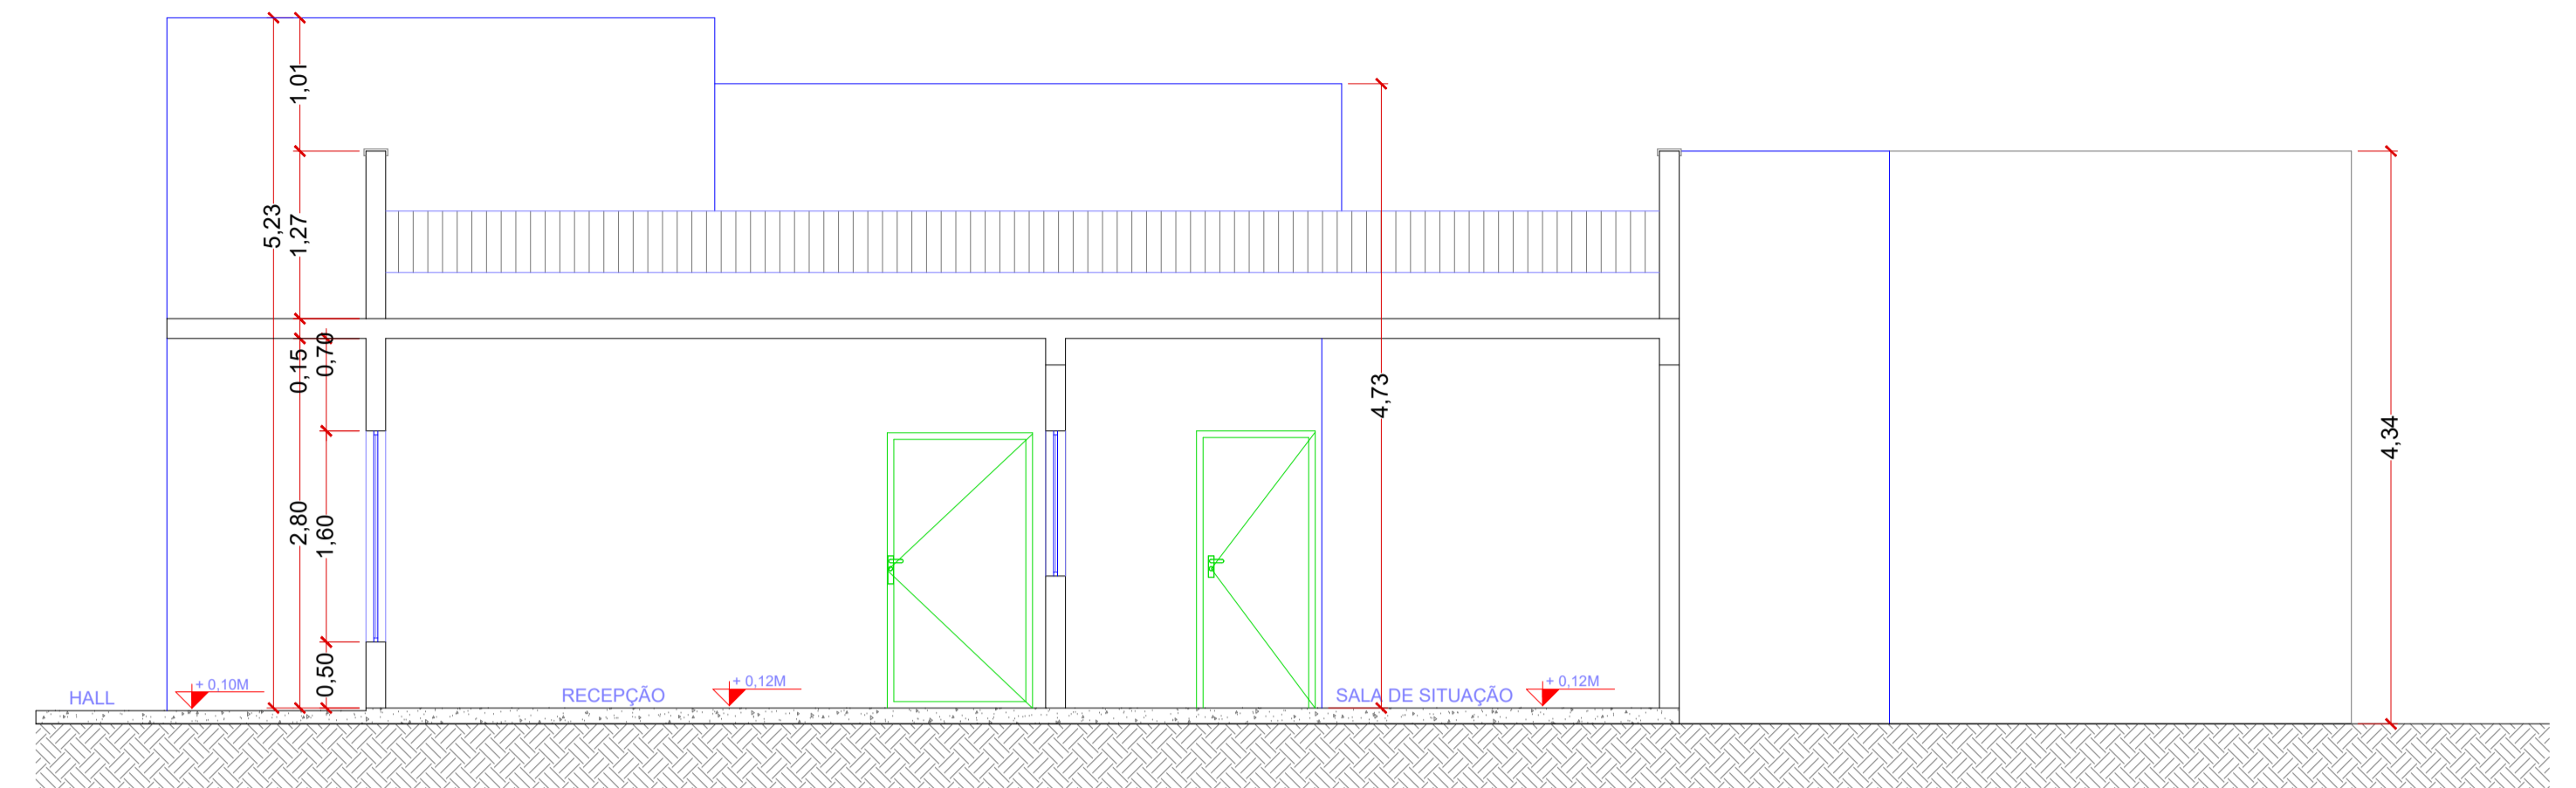 1,01
5,23
1,27
0,15
0,70
4,73
4,34
2,80
1,60
0,50
HALL
+ 0,10M
RECEPÇÃO
+ 0,12M
SALA DE SITUAÇÃO
+ 0,12M